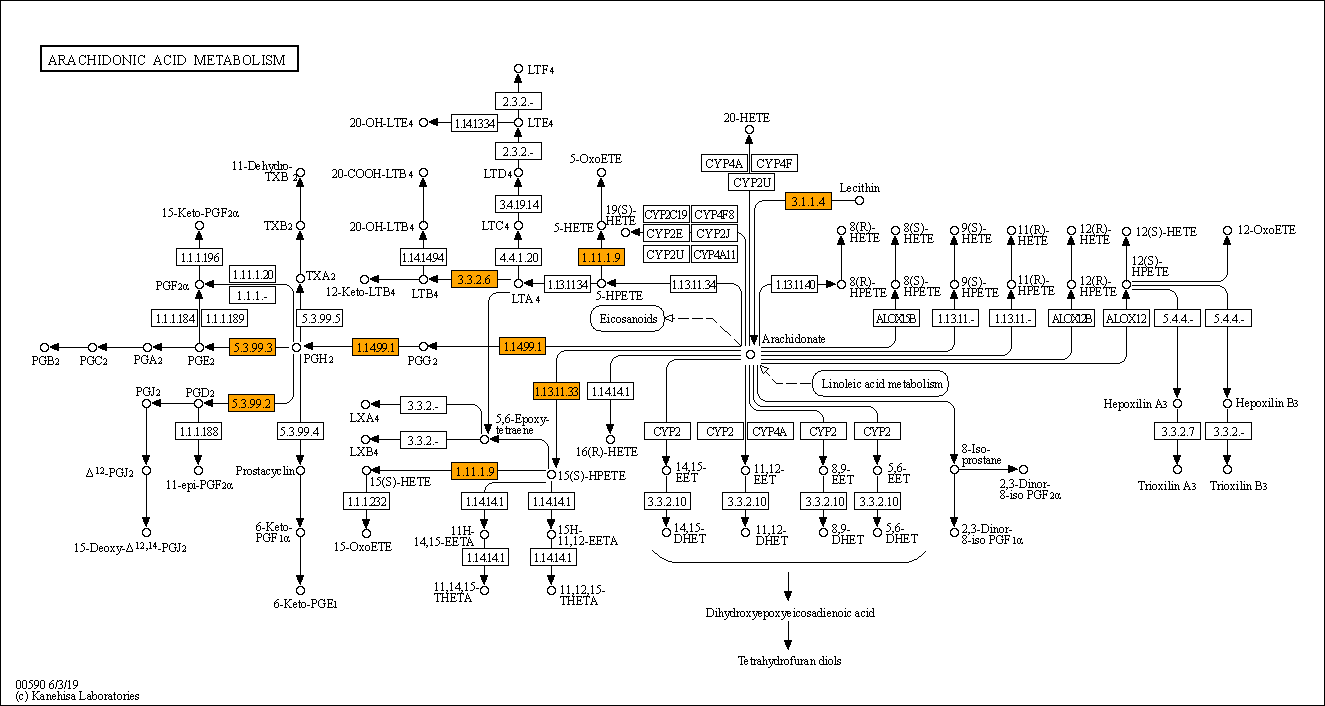 ARACHIDONIC ACID METABOLISM
LTF4
2.3.2.-
20-OH-LTE4
1.14.13.34
LTE4
20-HETE
2.3.2.-
CYP4A
CYP4F
CYP2U
11-Dehydro-
TXB2
20-COOH-LTB4
LTD4
5-OxoETE
Lecithin
3.1.1.4
3.4.19.14
15-Keto-PGF2α
TXB2
20-OH-LTB4
LTC4
5-HETE
19(S)-
HETE
CYP2C19
CYP4F8
CYP2E
CYP2J
CYP2U
CYP4A11
8(R)-
HETE
8(S)-
HETE
9(S)-
HETE
11(R)-
HETE
12(R)-
HETE
12(S)-HETE
12-OxoETE
1.1.1.196
1.14.14.94
4.4.1.20
1.11.1.9
12(S)-
HPETE
1.1.1.20
1.1.1.-
PGF2α
TXA2
12-Keto-LTB4
LTB4
3.3.2.6
LTA4
1.13.11.34
5-HPETE
1.13.11.34
1.13.11.40
8(R)-
HPETE
8(S)-
HPETE
9(S)-
HPETE
11(R)-
HPETE
12(R)-
HPETE
1.1.1.184
1.1.1.189
5.3.99.5
Eicosanoids
ALOX15B
1.13.11.-
1.13.11.-
ALOX12B
ALOX12
5.4.4.-
5.4.4.-
Arachidonate
PGB2
PGC2
PGA2
PGE2
5.3.99.3
PGH2
1.14.99.1
PGG2
1.14.99.1
Linoleic acid metabolism
PGJ2
PGD2
5.3.99.2
1.13.11.33
1.14.14.1
LXA4
3.3.2.-
5,6-Epoxy-
tetraene
Hepoxilin A3
Hepoxilin B3
1.1.1.188
5.3.99.4
LXB4
3.3.2.-
16(R)-HETE
CYP2
CYP2
CYP4A
CYP2
CYP2
3.3.2.7
3.3.2.-
8-Iso-
prostane
Δ12-PGJ2
11-epi-PGF2α
Prostacyclin
15(S)-HETE
1.11.1.9
15(S)-HPETE
14,15-
EET
11,12-
EET
8,9-
EET
5,6-
EET
2,3-Dinor-
8-iso PGF2α
Trioxilin A3
Trioxilin B3
1.1.1.232
1.14.14.1
1.14.14.1
3.3.2.10
3.3.2.10
3.3.2.10
3.3.2.10
15-Deoxy-Δ12,14-PGJ2
6-Keto-
PGF1α
15-OxoETE
11H-
14,15-EETA
15H-
11,12-EETA
14,15-
DHET
11,12-
DHET
8,9-
DHET
5,6-
DHET
2,3-Dinor-
8-iso PGF1α
1.14.14.1
1.14.14.1
6-Keto-PGE1
11,14,15-
THETA
11,12,15-
THETA
Dihydroxyepoxyeicosadienoic acid
Tetrahydrofuran diols
00590 6/3/19
(c) Kanehisa Laboratories